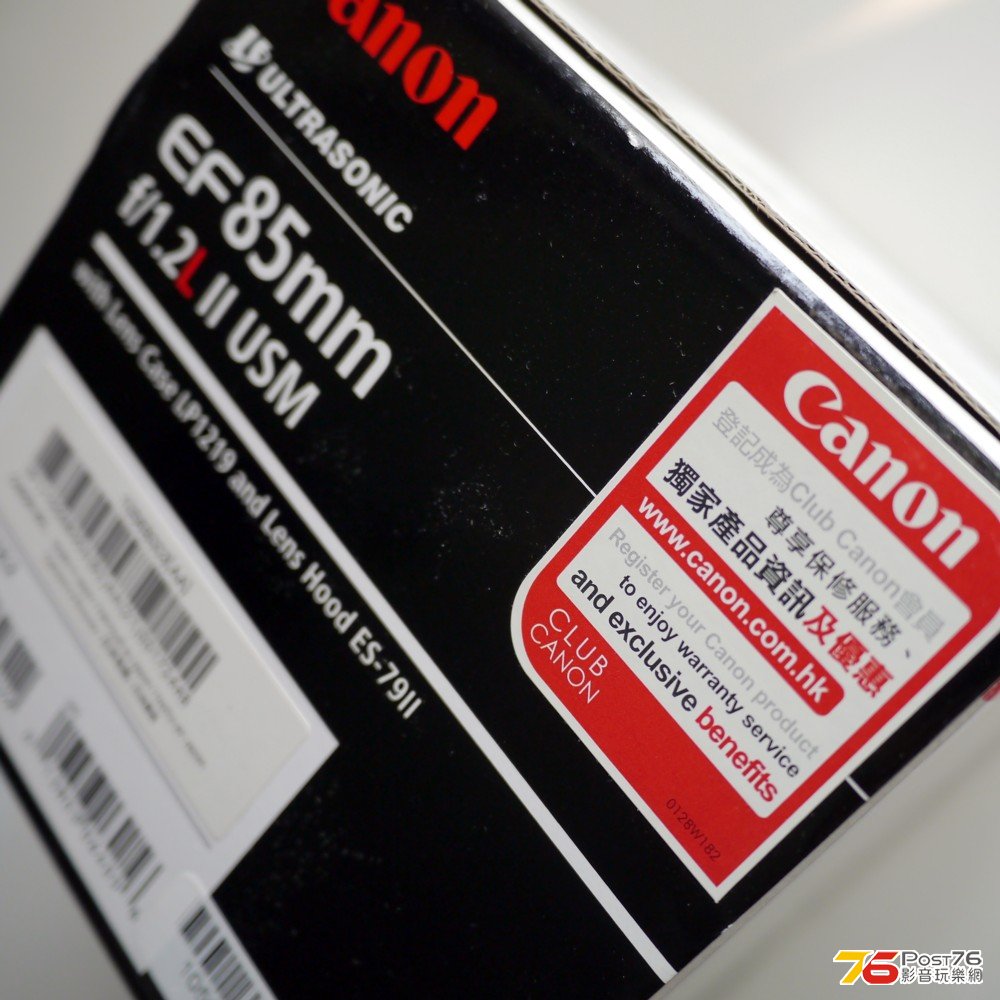 Canon
ULTRASONIC
EF85mm
f/1.2L II USM
with Lens Case LP1219 and Lens Hood ES-79II
Canon
登記成為Club Canon會員
尊享保修服務、
獨家產品資訊及優惠
www.canon.com.hk
Register your Canon product
to enjoy warranty service
and exclusive benefits
CLUB
CANON
0128W182
76 POST76
影音玩樂網